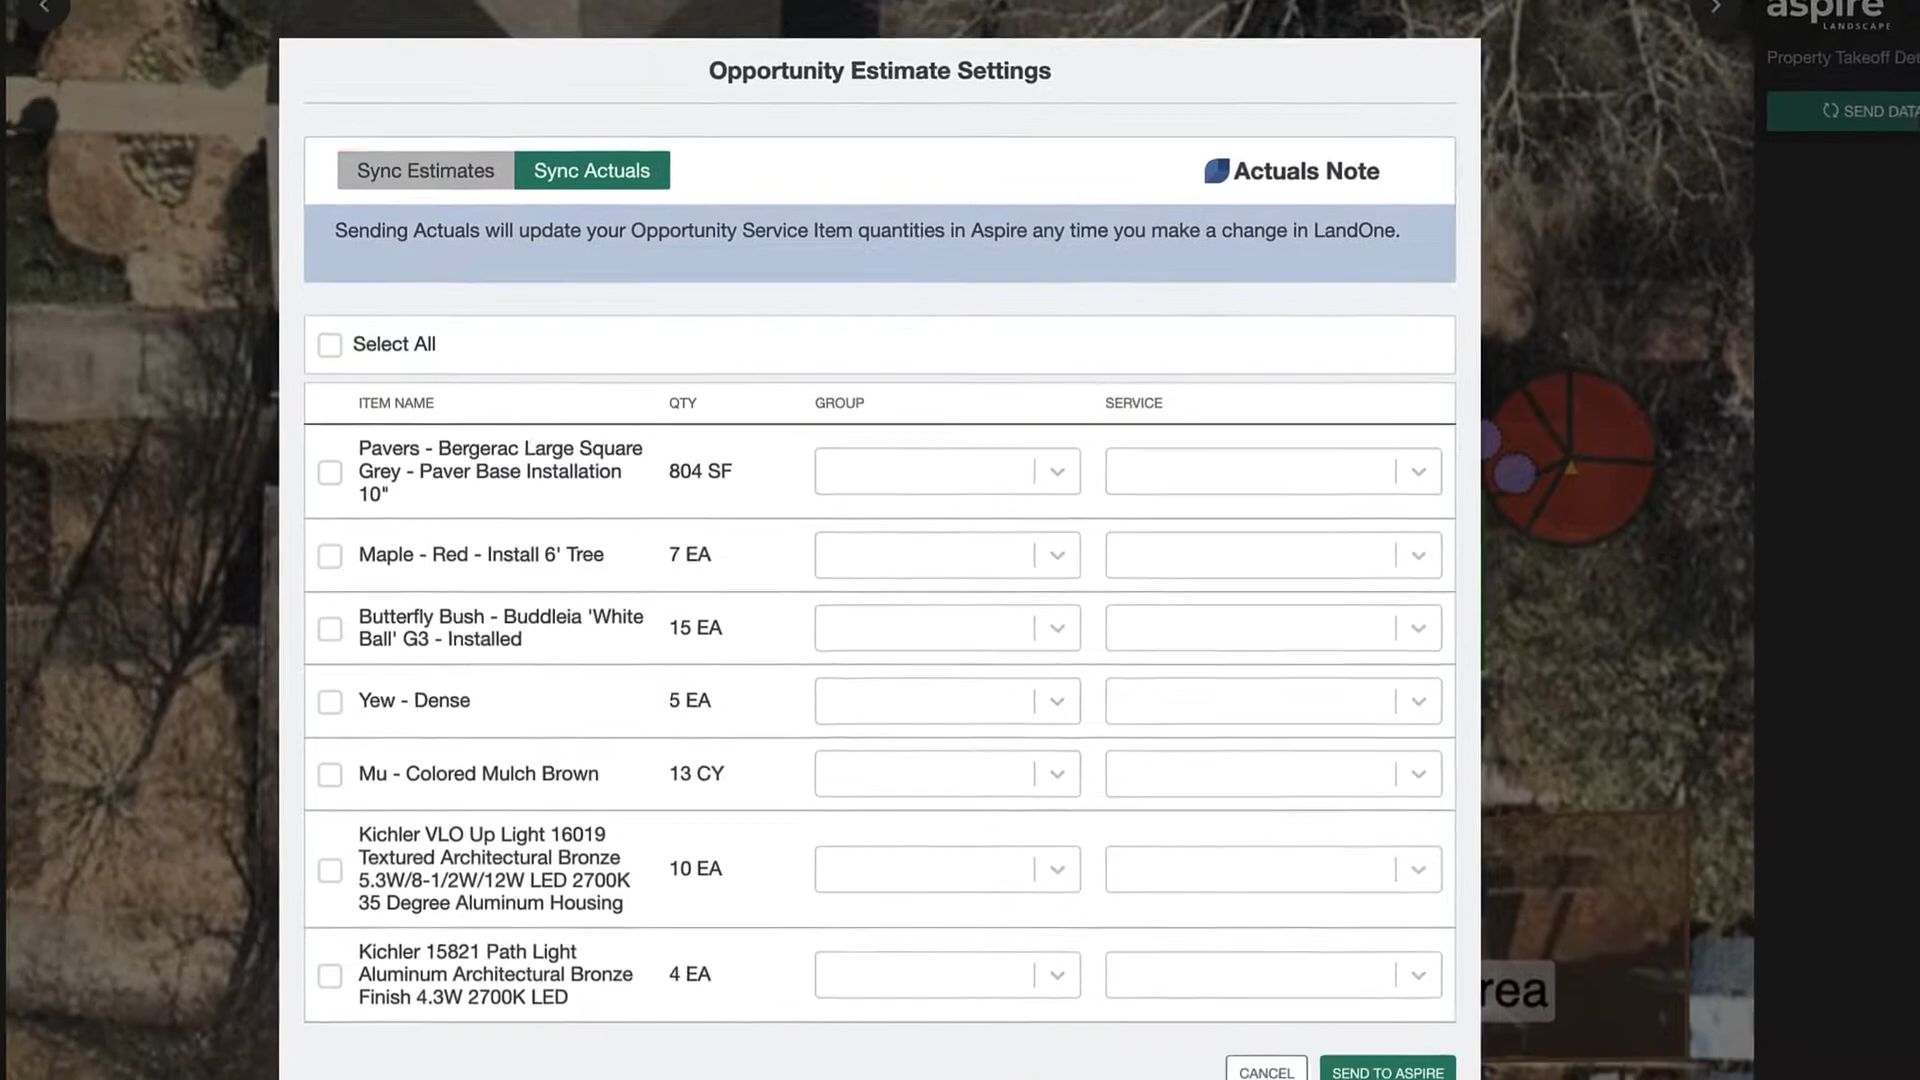 aspire
LANDSCAPE
Property Takeoff Det
SEND DATA
Opportunity Estimate Settings
Sync Estimates
Sync Actuals
Actuals Note
Sending Actuals will update your Opportunity Service Item quantities in Aspire any time you make a change in LandOne.
Select All
ITEM NAME
QTY
GROUP
SERVICE
Pavers - Bergerac Large Square
Grey - Paver Base Installation
10"
804 SF
Maple - Red - Install 6' Tree
7 EA
Butterfly Bush - Buddleia 'White
Ball' G3 - Installed
15 EA
Yew - Dense
5 EA
Mu - Colored Mulch Brown
13 CY
Kichler VLO Up Light 16019
Textured Architectural Bronze
5.3W/8-1/2W/12W LED 2700K
35 Degree Aluminum Housing
10 EA
Kichler 15821 Path Light
Aluminum Architectural Bronze
Finish 4.3W 2700K LED
4 EA
rea
CANCEL
SEND TO ASPIRE